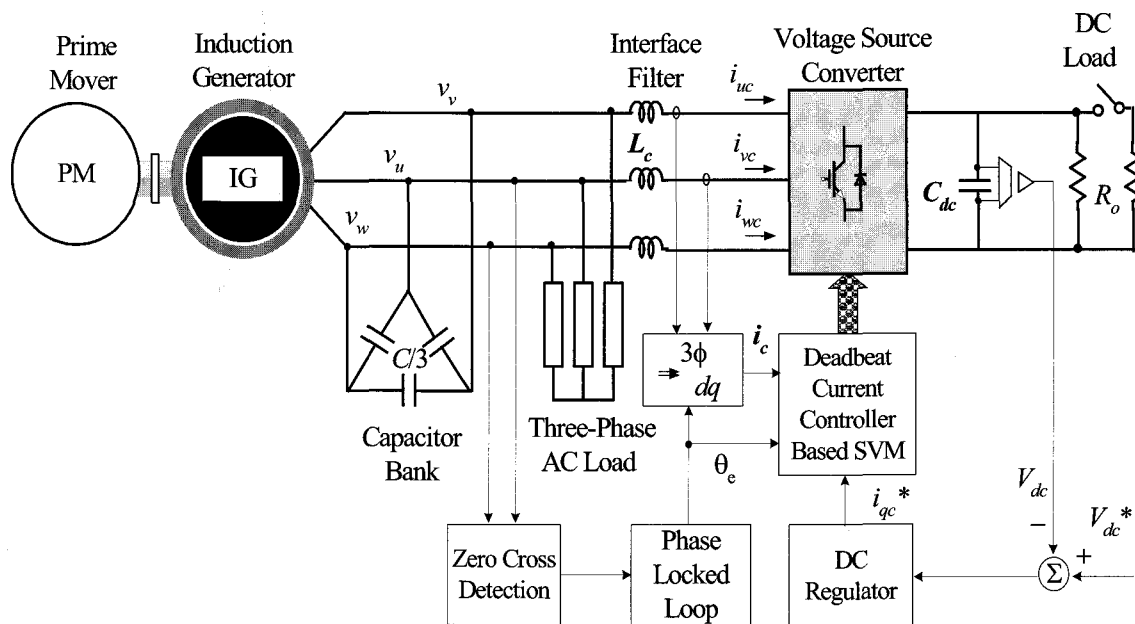 Prime
Mover
Induction
Generator
Interface
Filter
Voltage Source
Converter
DC
Load
v_v
i_uc
PM
IG
v_u
L_c
i_vc
C_dc
R_o
v_w
i_wc
C/3
3ϕ
dq
i_c
Deadbeat
Current
Controller
Based SVM
Capacitor
Bank
Three-Phase
AC Load
θ_e
i_qc*
V_dc
V_dc*
−
+
Σ
Zero Cross
Detection
Phase
Locked
Loop
DC
Regulator